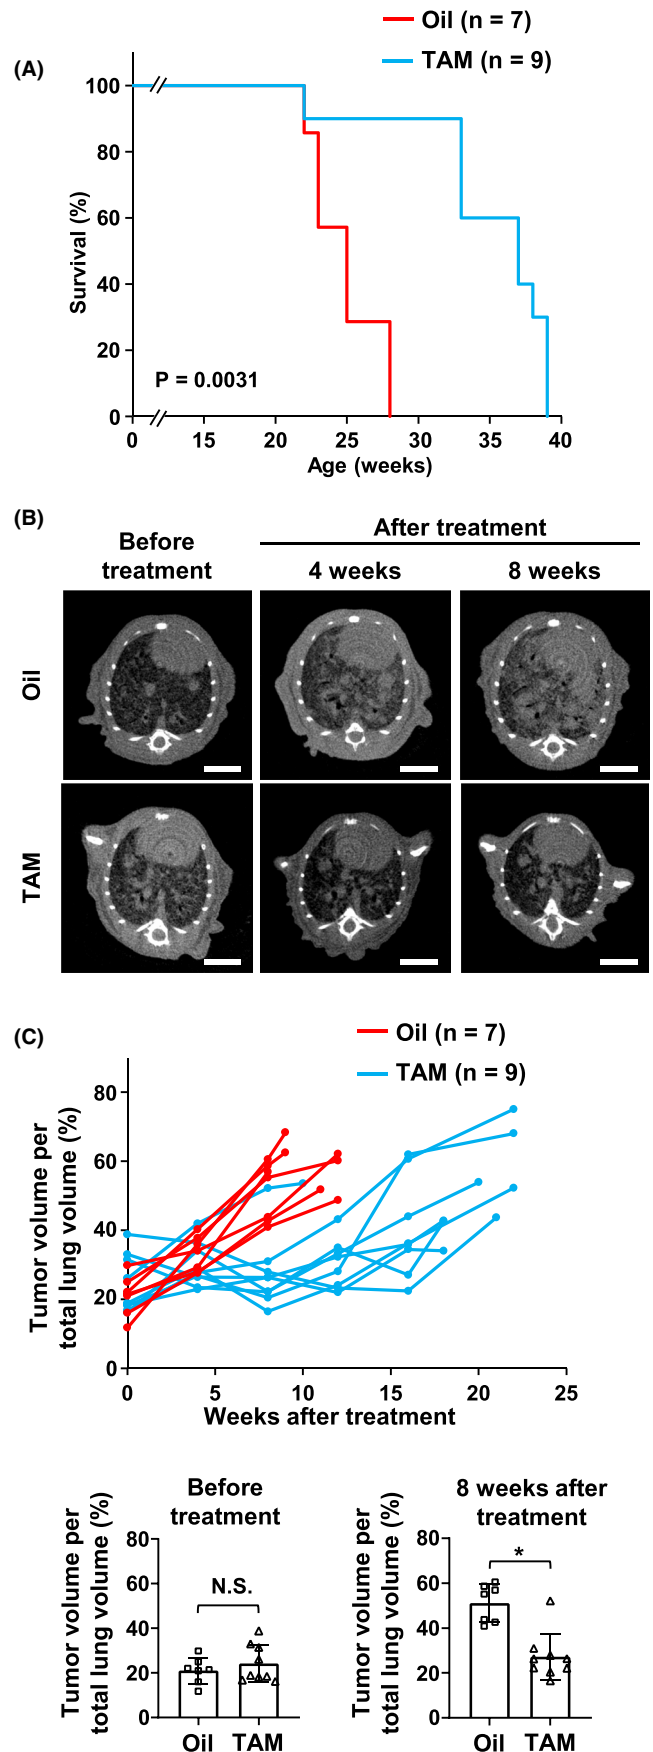 Oil (n = 7)
TAM (n = 9)
(A)
Survival (%)
100
80
60
40
20
0
P = 0.0031
0 15 20 25 30 35 40
Age (weeks)
(B)
Before treatment
After treatment
4 weeks
8 weeks
Oil
TAM
(C)
Oil (n = 7)
TAM (n = 9)
Tumor volume per
total lung volume (%)
80
60
40
20
0
0 5 10 15 20 25
Weeks after treatment
Before
treatment
Tumor volume per
total lung volume (%)
80
60
40
20
0
N.S.
Oil TAM
8 weeks after
treatment
Tumor volume per
total lung volume (%)
80
60
40
20
0
*
Oil TAM